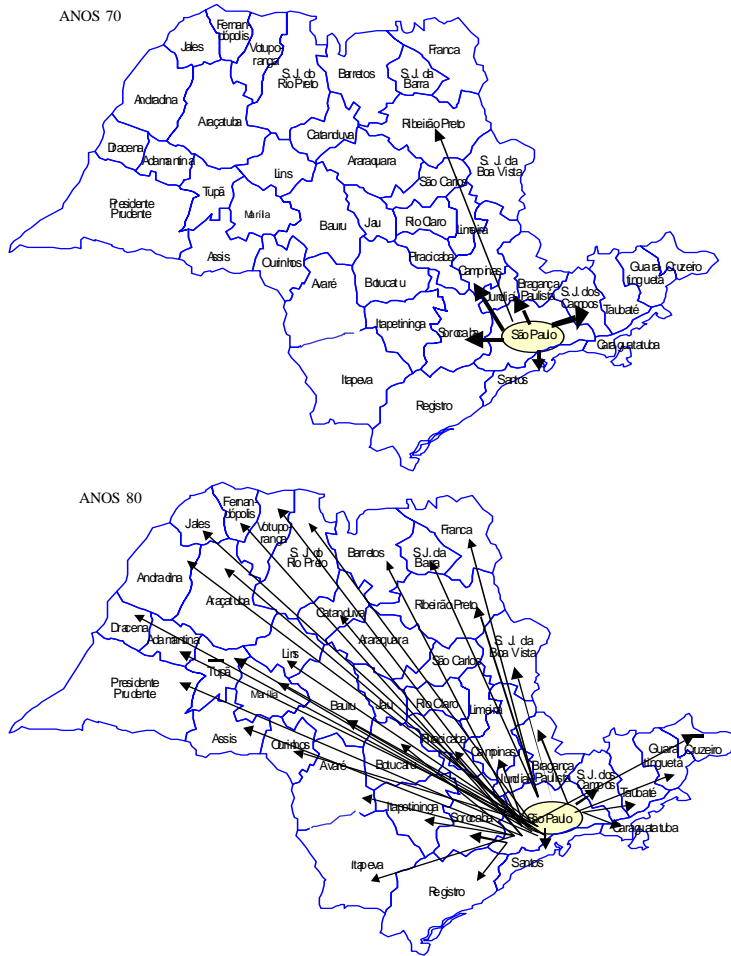 ANOS 70
Fernan-
dópolis
Jales
Votupo-
ranga
S. J. do
Rio Preto
Barretos
S. J. da
Barra
Franca
Andradina
Araçatuba
Catanduva
Ribeirão Preto
Dracena
Adamantina
Lins
Araraquara
S. J. da
Boa Vista
São Carlos
Presidente
Prudente
Tupã
Marília
Bauru
Jau
Rio Claro
Limeira
Assis
Ourinhos
Avaré
Botucatu
Piracicaba
Campinas
Jundiaí
Bragança
Paulista
S. J. dos
Campos
Guara
tinguetá
Cruzeiro
Taubaté
Itapetininga
Sorocaba
São Paulo
Caraguatatuba
Itapeva
Santos
Registro
ANOS 80
Fernan-
dópolis
Jales
Votupo-
ranga
S. J. do
Rio Preto
Barretos
S. J. da
Barra
Franca
Andradina
Araçatuba
Catanduva
Ribeirão Preto
Dracena
Adamantina
Lins
Araraquara
S. J. da
Boa Vista
São Carlos
Presidente
Prudente
Tupã
Marília
Bauru
Jau
Rio Claro
Limeira
Assis
Ourinhos
Avaré
Botucatu
Piracicaba
Campinas
Jundiaí
Bragança
Paulista
S. J. dos
Campos
Guara
tinguetá
Cruzeiro
Taubaté
Itapetininga
Sorocaba
São Paulo
Caraguatatuba
Itapeva
Santos
Registro